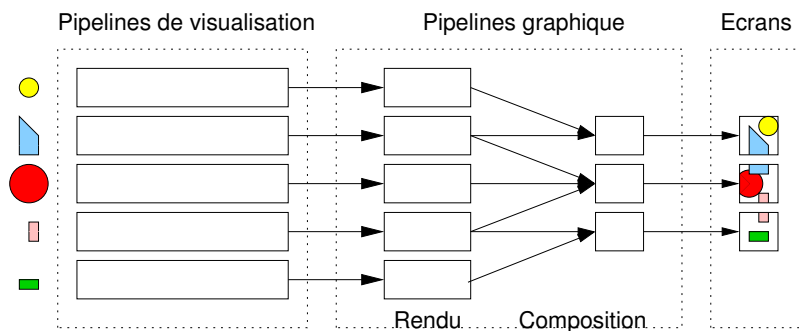 Pipelines de visualisation
Pipelines graphique
Ecrans
Rendu
Composition